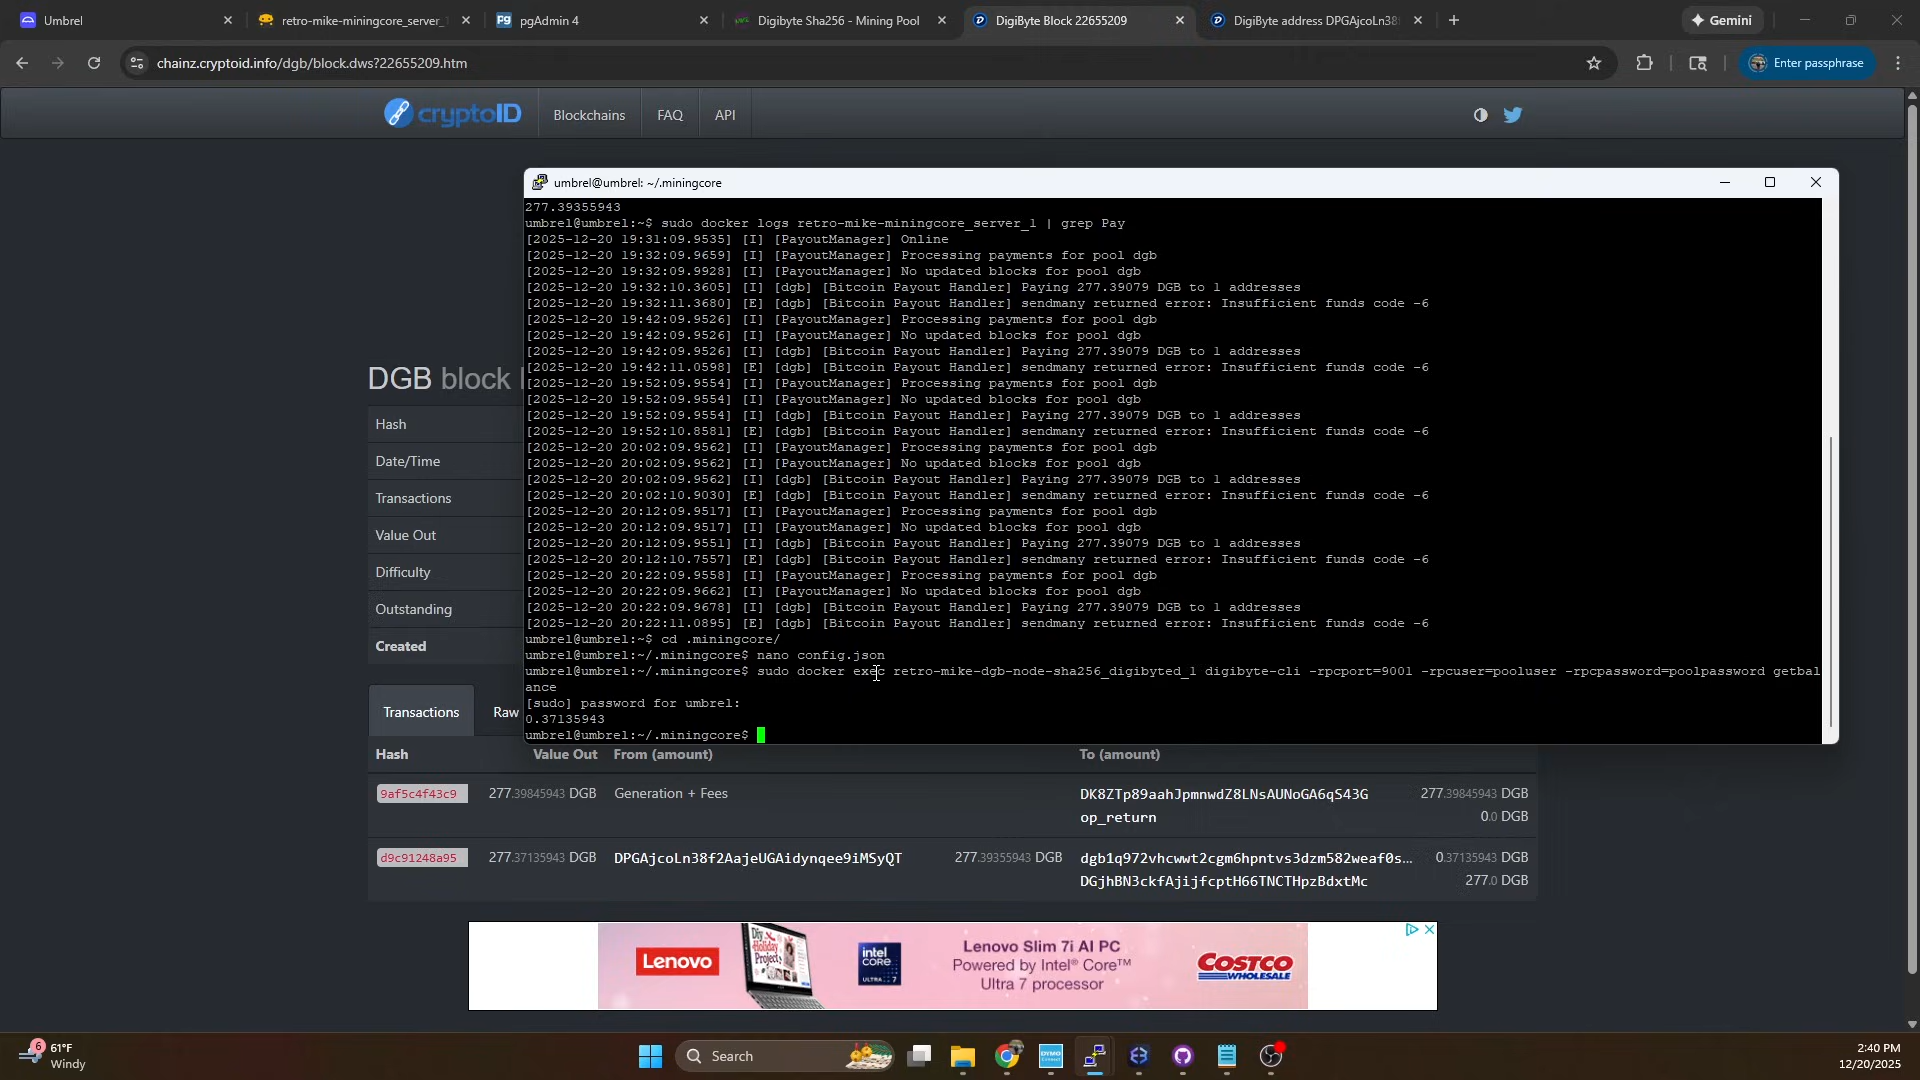 Umbrel
retro-mike-miningcore_server_
pgAdmin 4
Digibyte Sha256 - Mining Pool
DigiByte Block 22655209
DigiByte address DPGAjcoLn38
Gemini
chainz.cryptoid.info/dgb/block.dws?22655209.htm
Enter passphrase
cryptoID
Blockchains
FAQ
API
umbrel@umbrel: ~/.miningcore
277.39355943
umbrel@umbrel:~$ sudo docker logs retro-mike-miningcore_server_1 | grep Pay
[2025-12-20 19:31:09.9535] [I] [PayoutManager] Online
[2025-12-20 19:32:09.9659] [I] [PayoutManager] Processing payments for pool dgb
[2025-12-20 19:32:09.9928] [I] [PayoutManager] No updated blocks for pool dgb
[2025-12-20 19:32:10.3605] [I] [dgb] [Bitcoin Payout Handler] Paying 277.39079 DGB to 1 addresses
[2025-12-20 19:32:11.3680] [E] [dgb] [Bitcoin Payout Handler] sendmany returned error: Insufficient funds code -6
[2025-12-20 19:42:09.9526] [I] [PayoutManager] Processing payments for pool dgb
[2025-12-20 19:42:09.9526] [I] [PayoutManager] No updated blocks for pool dgb
[2025-12-20 19:42:09.9526] [I] [dgb] [Bitcoin Payout Handler] Paying 277.39079 DGB to 1 addresses
[2025-12-20 19:42:11.0598] [E] [dgb] [Bitcoin Payout Handler] sendmany returned error: Insufficient funds code -6
[2025-12-20 19:52:09.9554] [I] [PayoutManager] Processing payments for pool dgb
[2025-12-20 19:52:09.9554] [I] [PayoutManager] No updated blocks for pool dgb
[2025-12-20 19:52:09.9554] [I] [dgb] [Bitcoin Payout Handler] Paying 277.39079 DGB to 1 addresses
[2025-12-20 19:52:10.8581] [E] [dgb] [Bitcoin Payout Handler] sendmany returned error: Insufficient funds code -6
[2025-12-20 20:02:09.9562] [I] [PayoutManager] Processing payments for pool dgb
[2025-12-20 20:02:09.9562] [I] [PayoutManager] No updated blocks for pool dgb
[2025-12-20 20:02:09.9562] [I] [dgb] [Bitcoin Payout Handler] Paying 277.39079 DGB to 1 addresses
[2025-12-20 20:02:10.9030] [E] [dgb] [Bitcoin Payout Handler] sendmany returned error: Insufficient funds code -6
[2025-12-20 20:12:09.9517] [I] [PayoutManager] Processing payments for pool dgb
[2025-12-20 20:12:09.9517] [I] [PayoutManager] No updated blocks for pool dgb
[2025-12-20 20:12:09.9551] [I] [dgb] [Bitcoin Payout Handler] Paying 277.39079 DGB to 1 addresses
[2025-12-20 20:12:10.7557] [E] [dgb] [Bitcoin Payout Handler] sendmany returned error: Insufficient funds code -6
[2025-12-20 20:22:09.9558] [I] [PayoutManager] Processing payments for pool dgb
[2025-12-20 20:22:09.9662] [I] [PayoutManager] No updated blocks for pool dgb
[2025-12-20 20:22:09.9678] [I] [dgb] [Bitcoin Payout Handler] Paying 277.39079 DGB to 1 addresses
[2025-12-20 20:22:11.0895] [E] [dgb] [Bitcoin Payout Handler] sendmany returned error: Insufficient funds code -6
umbrel@umbrel:~$ cd .miningcore/
umbrel@umbrel:~/.miningcore$ nano config.json
umbrel@umbrel:~/.miningcore$ sudo docker exec retro-mike-dgb-node-sha256_digibyted_1 digibyte-cli -rpcport=9001 -rpcuser=pooluser -rpcpassword=poolpassword getbal
ance
[sudo] password for umbrel:
0.37135943
umbrel@umbrel:~/.miningcore$
DGB block
Hash
Date/Time
Transactions
Value Out
Difficulty
Outstanding
Created
Transactions
Raw
Hash Value Out From (amount) To (amount)
9af5c4f43c9 277.39845943 DGB Generation + Fees DK8ZTp89aahJpmnwdZ8LNsAUNoGA6qS43G 277.39845943 DGB
op_return 0.0 DGB
d9c91248a95 277.37135943 DGB DPGAjcoLn38f2AajeUGAidynqee9iMSyQT 277.39355943 DGB dgb1q972vhcwwt2cgm6hpntvs3dzm582weaf0s... 0.37135943 DGB
DGjhBN3ckfAjijfcptH66TNCTHpzBdxtMc 277.0 DGB
Lenovo
intel
CORE
ULTRA 7
Lenovo Slim 7i AI PC
Powered by Intel® Core™
Ultra 7 processor
COSTCO
WHOLESALE
6
61°F
Windy
Search
DYMO
2:40 PM
12/20/2025